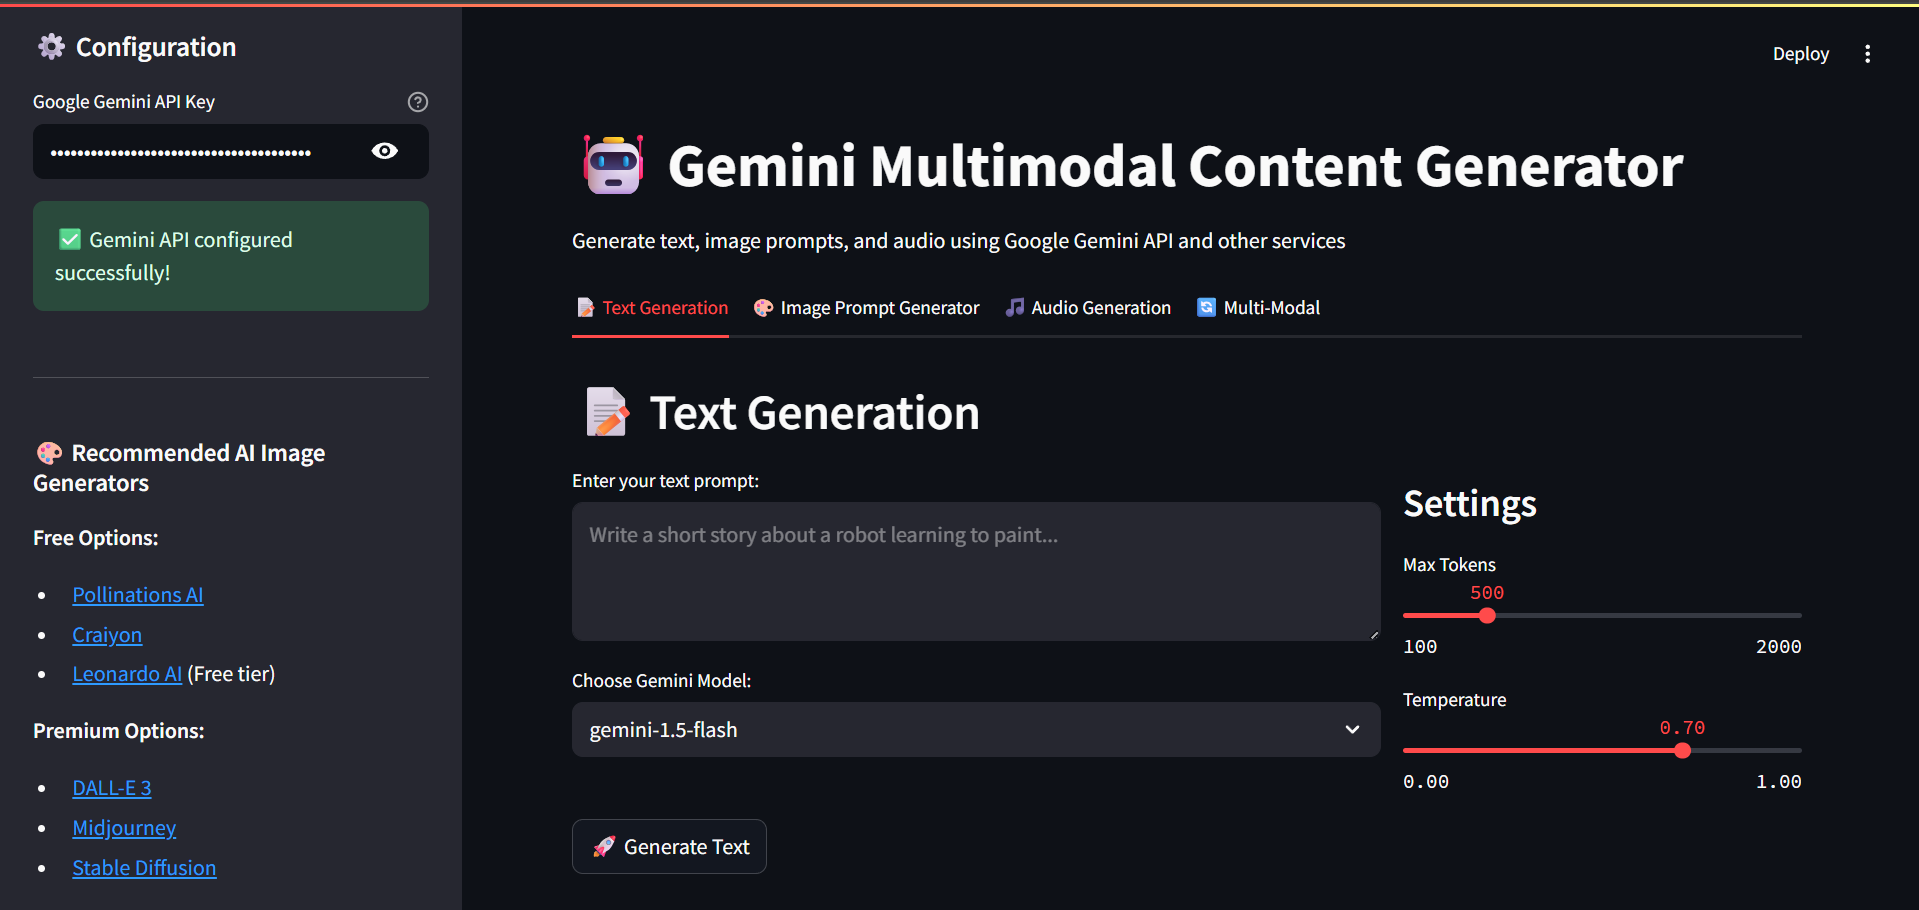 Configuration
Google Gemini API Key
••••••••••••••••••••••••••••••••••••••
Gemini API configured
successfully!
Recommended AI Image
Generators
Free Options:
• Pollinations AI
• Craiyon
• Leonardo AI (Free tier)
Premium Options:
• DALL-E 3
• Midjourney
• Stable Diffusion
Deploy
Gemini Multimodal Content Generator
Generate text, image prompts, and audio using Google Gemini API and other services
Text Generation Image Prompt Generator Audio Generation Multi-Modal
Text Generation
Enter your text prompt:
Write a short story about a robot learning to paint...
Choose Gemini Model:
gemini-1.5-flash
Generate Text
Settings
Max Tokens
500
100 2000
Temperature
0.70
0.00 1.00